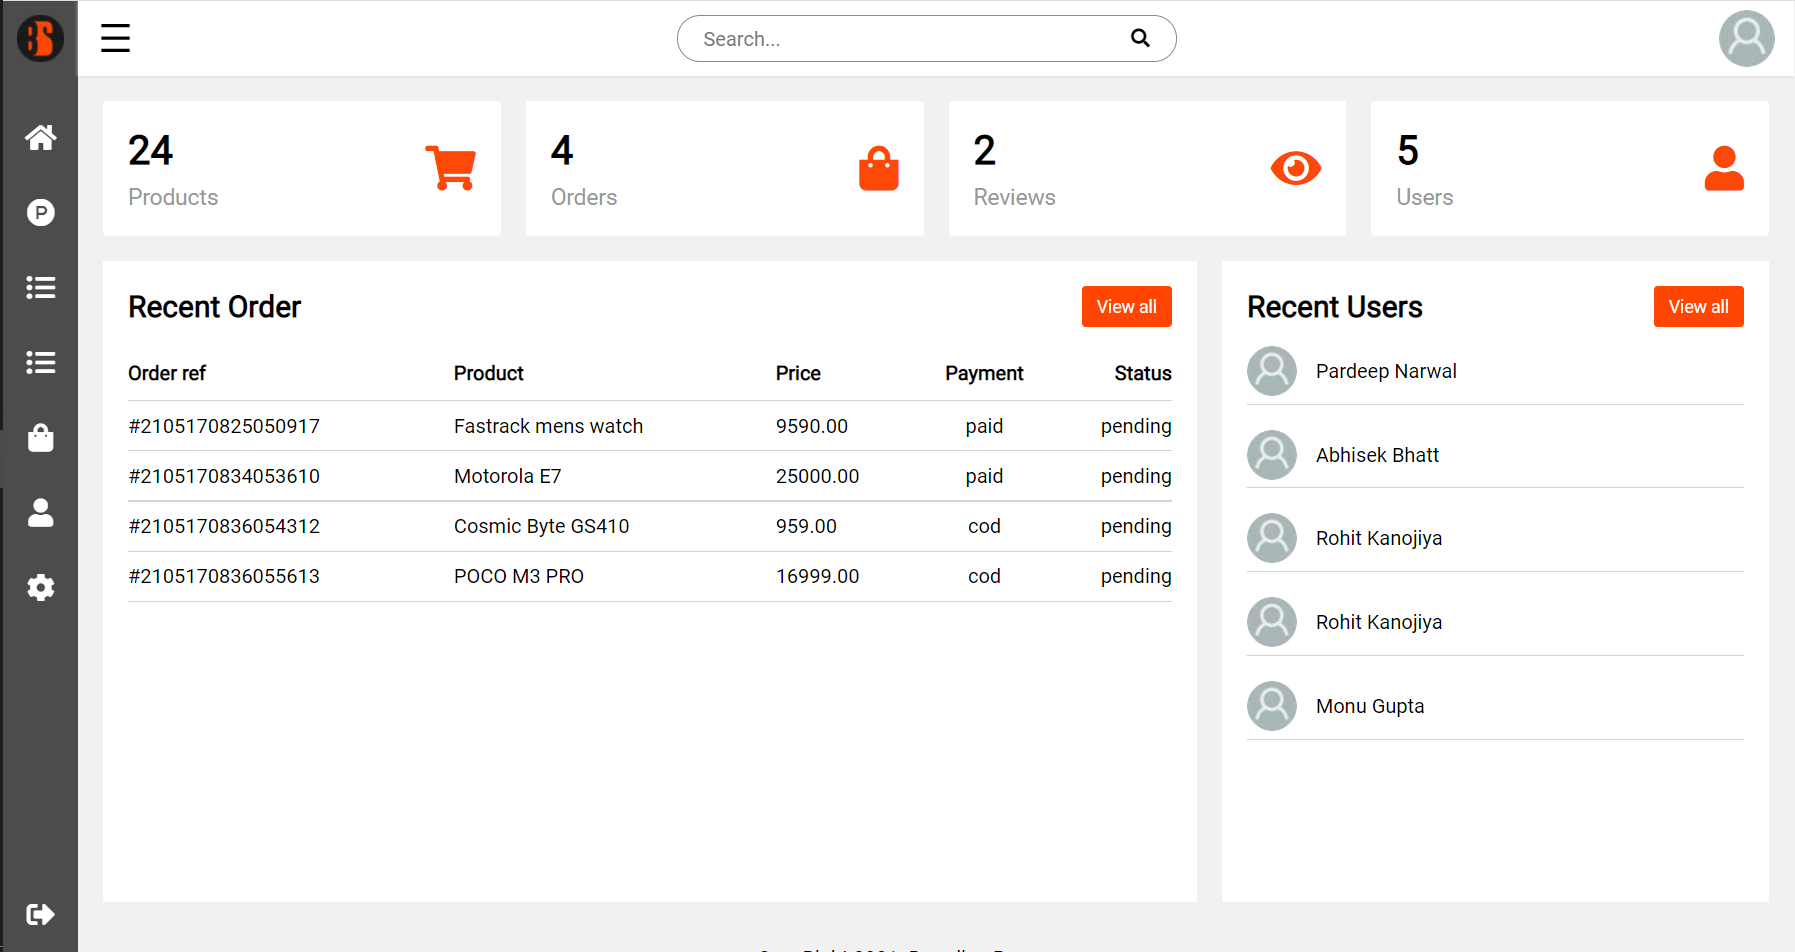 BS
Search...
24
Products
4
Orders
2
Reviews
5
Users
P
Recent Order
View all
Order ref Product Price Payment Status
#2105170825050917 Fastrack mens watch 9590.00 paid pending
#2105170834053610 Motorola E7 25000.00 paid pending
#2105170836054312 Cosmic Byte GS410 959.00 cod pending
#2105170836055613 POCO M3 PRO 16999.00 cod pending
Recent Users
View all
Pardeep Narwal
Abhisek Bhatt
Rohit Kanojiya
Rohit Kanojiya
Monu Gupta